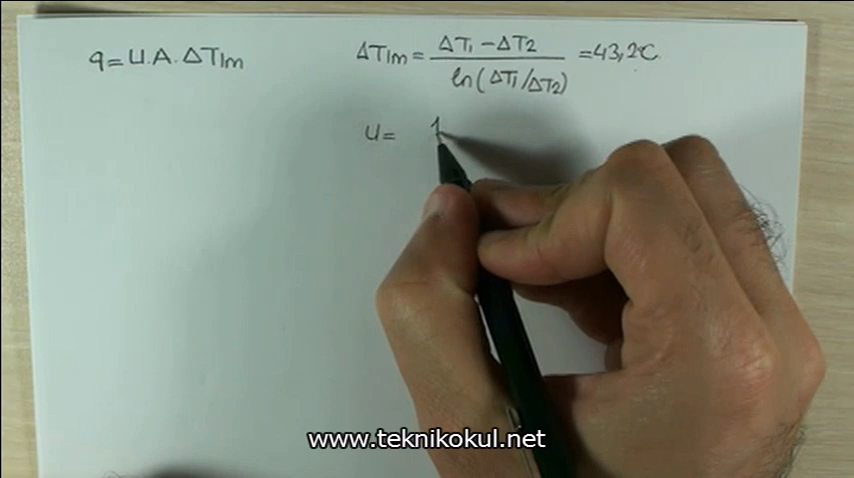 q = U.A.ΔTlm
ΔTlm = ΔT1 - ΔT2 / ln(ΔT1/ΔT2) = 43,2°C.
U = 1
www.teknikokul.net